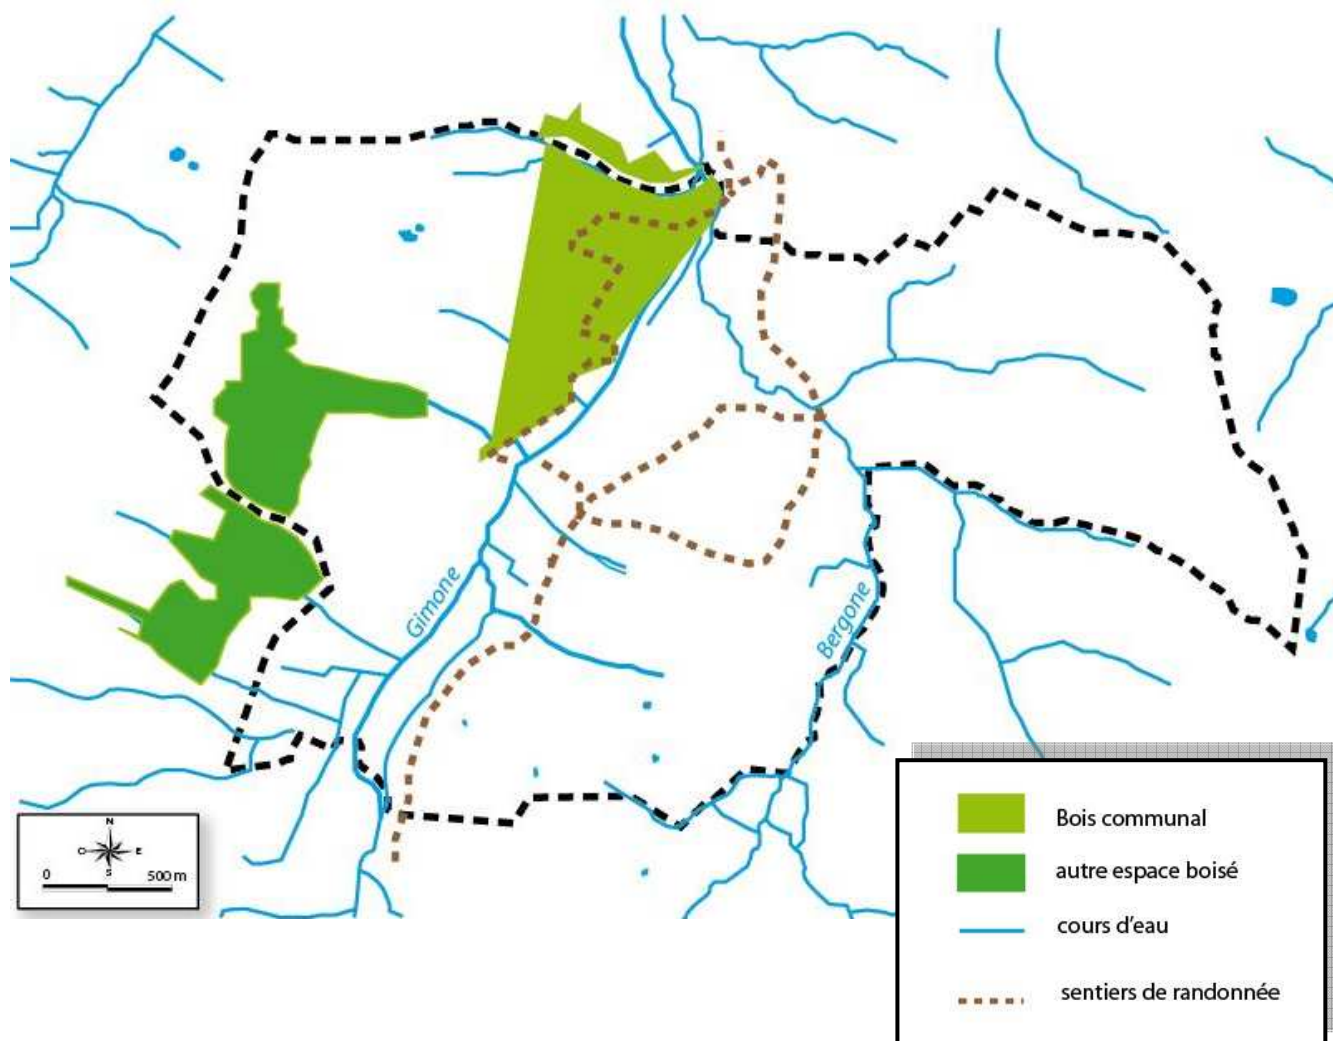 Gimone
Bergone
N
O E
S
0 500 m
Bois communal
autre espace boisé
cours d'eau
sentiers de randonnée